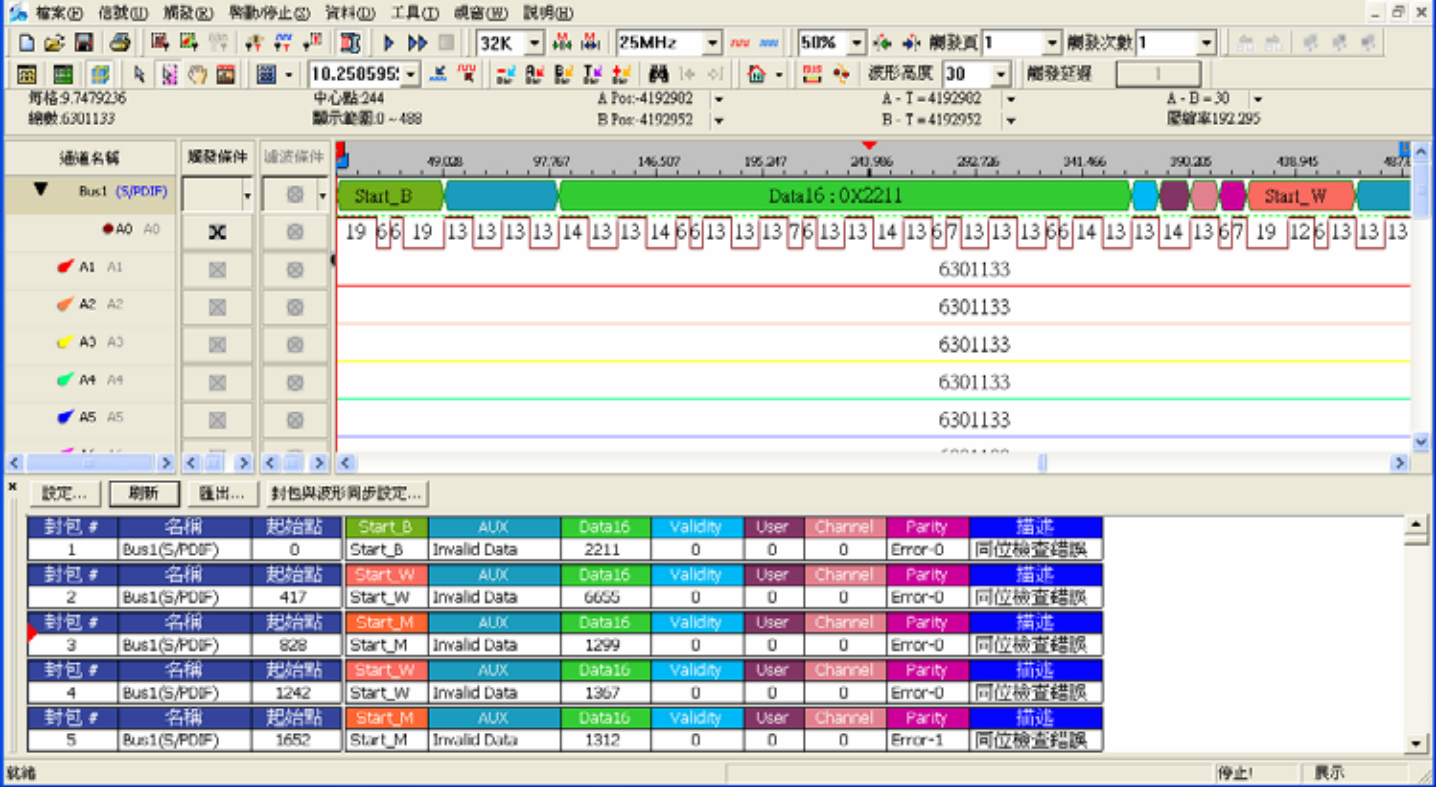 檔案(F) 信號(U) 觸發(R) 啓動/停止(S) 資料(D) 工具(T) 視窗(W) 說明(H)
32K 25MHz 50% 觸發頁 1 觸發次數 1
波形高度 30 觸發延遲 1
每格:9.7479236 中心點:244 A Pos:-4192982 A - T = 4192982 A - B = 30
總數:6301133 顯示範圍:0 ~ 488 B Pos:-4192952 B - T = 4192952 壓縮率192.295
通道名稱 觸發條件 濾波條件 49.028 97.767 146.507 195.247 243.986 292.726 341.466 390.205 438.945
Bus1 (S/PDIF) Start_B Data16 : 0X2211 Start_W
A0 A0 19 6 6 19 13 13 13 13 14 13 13 14 6 6 13 13 13 7 6 13 13 14 13 6 7 13 13 13 6 6 14 13 13 14 13 6 7 19 12 6 13 13 13
A1 A1 6301133
A2 A2 6301133
A3 A3 6301133
A4 A4 6301133
A5 A5 6301133
設定... 刷新 匯出... 封包與波形同步設定...
封包 # 名稱 起始點 Start_B AUX Data16 Validity User Channel Parity 描述
1 Bus1(S/PDIF) 0 Start_B Invalid Data 2211 0 0 0 Error-0 同位檢查錯誤
封包 # 名稱 起始點 Start_W AUX Data16 Validity User Channel Parity 描述
2 Bus1(S/PDIF) 417 Start_W Invalid Data 6655 0 0 0 Error-0 同位檢查錯誤
封包 # 名稱 起始點 Start_M AUX Data16 Validity User Channel Parity 描述
3 Bus1(S/PDIF) 828 Start_M Invalid Data 1299 0 0 0 Error-0 同位檢查錯誤
封包 # 名稱 起始點 Start_W AUX Data16 Validity User Channel Parity 描述
4 Bus1(S/PDIF) 1242 Start_W Invalid Data 1367 0 0 0 Error-0 同位檢查錯誤
封包 # 名稱 起始點 Start_M AUX Data16 Validity User Channel Parity 描述
5 Bus1(S/PDIF) 1652 Start_M Invalid Data 1312 0 0 0 Error-1 同位檢查錯誤
就緒 停止! 展示